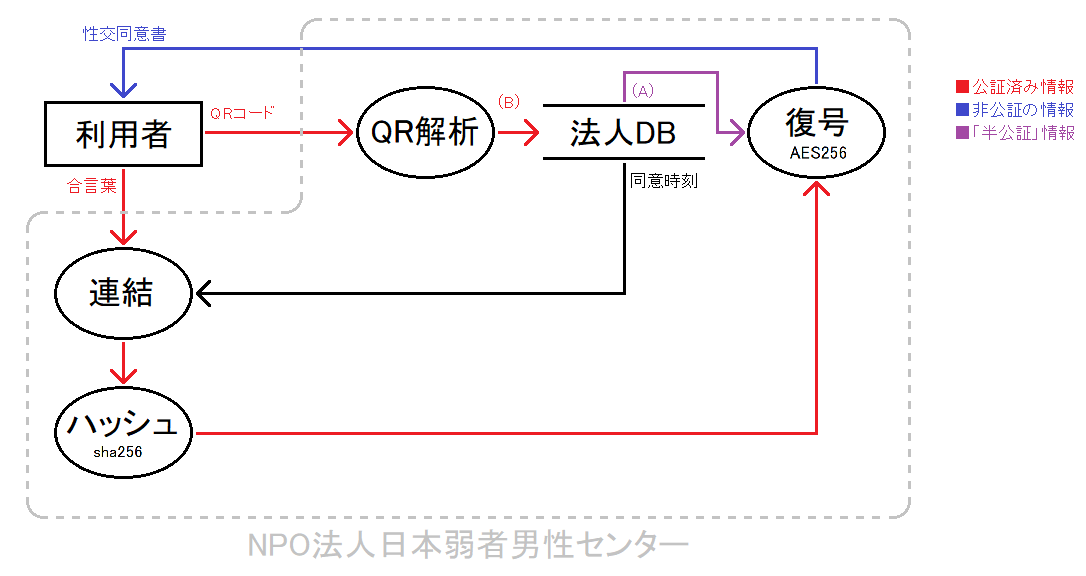 性交同意書
■公証済み情報
■非公証の情報
■「半公証」情報
利用者
QRコード
QR解析
(B)
法人DB
(A)
復号
AES256
合言葉
同意時刻
連結
ハッシュ
sha256
NPO法人日本弱者男性センター